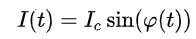 I(t) = I_c sin(φ(t))